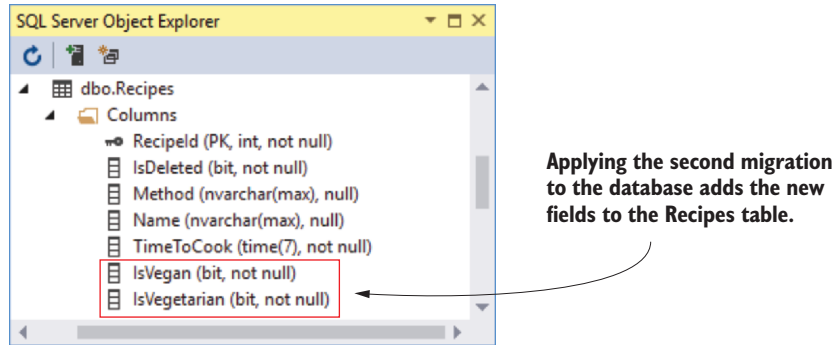 SQL Server Object Explorer
dbo.Recipes
Columns
RecipeId (PK, int, not null)
IsDeleted (bit, not null)
Method (nvarchar(max), null)
Name (nvarchar(max), null)
TimeToCook (time(7), not null)
IsVegan (bit, not null)
IsVegetarian (bit, not null)
Applying the second migration
to the database adds the new
fields to the Recipes table.